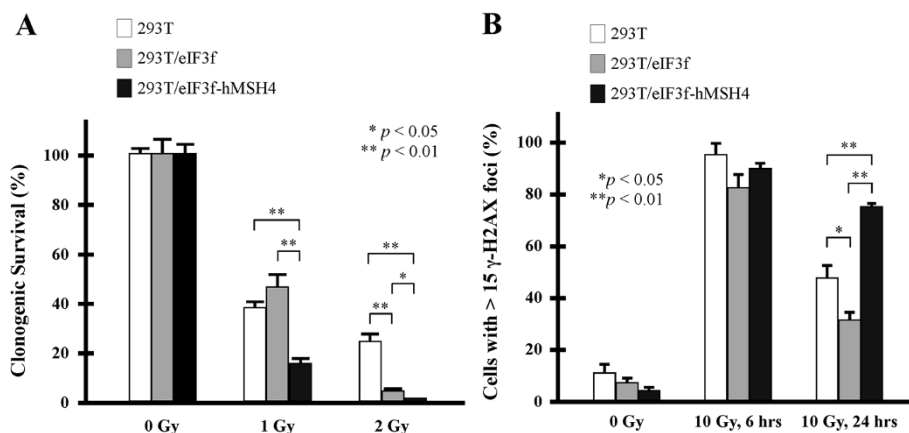 A
293T
293T/eIF3f
293T/eIF3f-hMSH4
* p < 0.05
** p < 0.01
Clonogenic Survival (%)
100
80
60
40
20
0
**
**
**
*
**
0 Gy
1 Gy
2 Gy
B
293T
293T/eIF3f
293T/eIF3f-hMSH4
*p < 0.05
**p < 0.01
Cells with > 15 γ-H2AX foci (%)
100
80
60
40
20
0
**
**
*
0 Gy
10 Gy, 6 hrs
10 Gy, 24 hrs